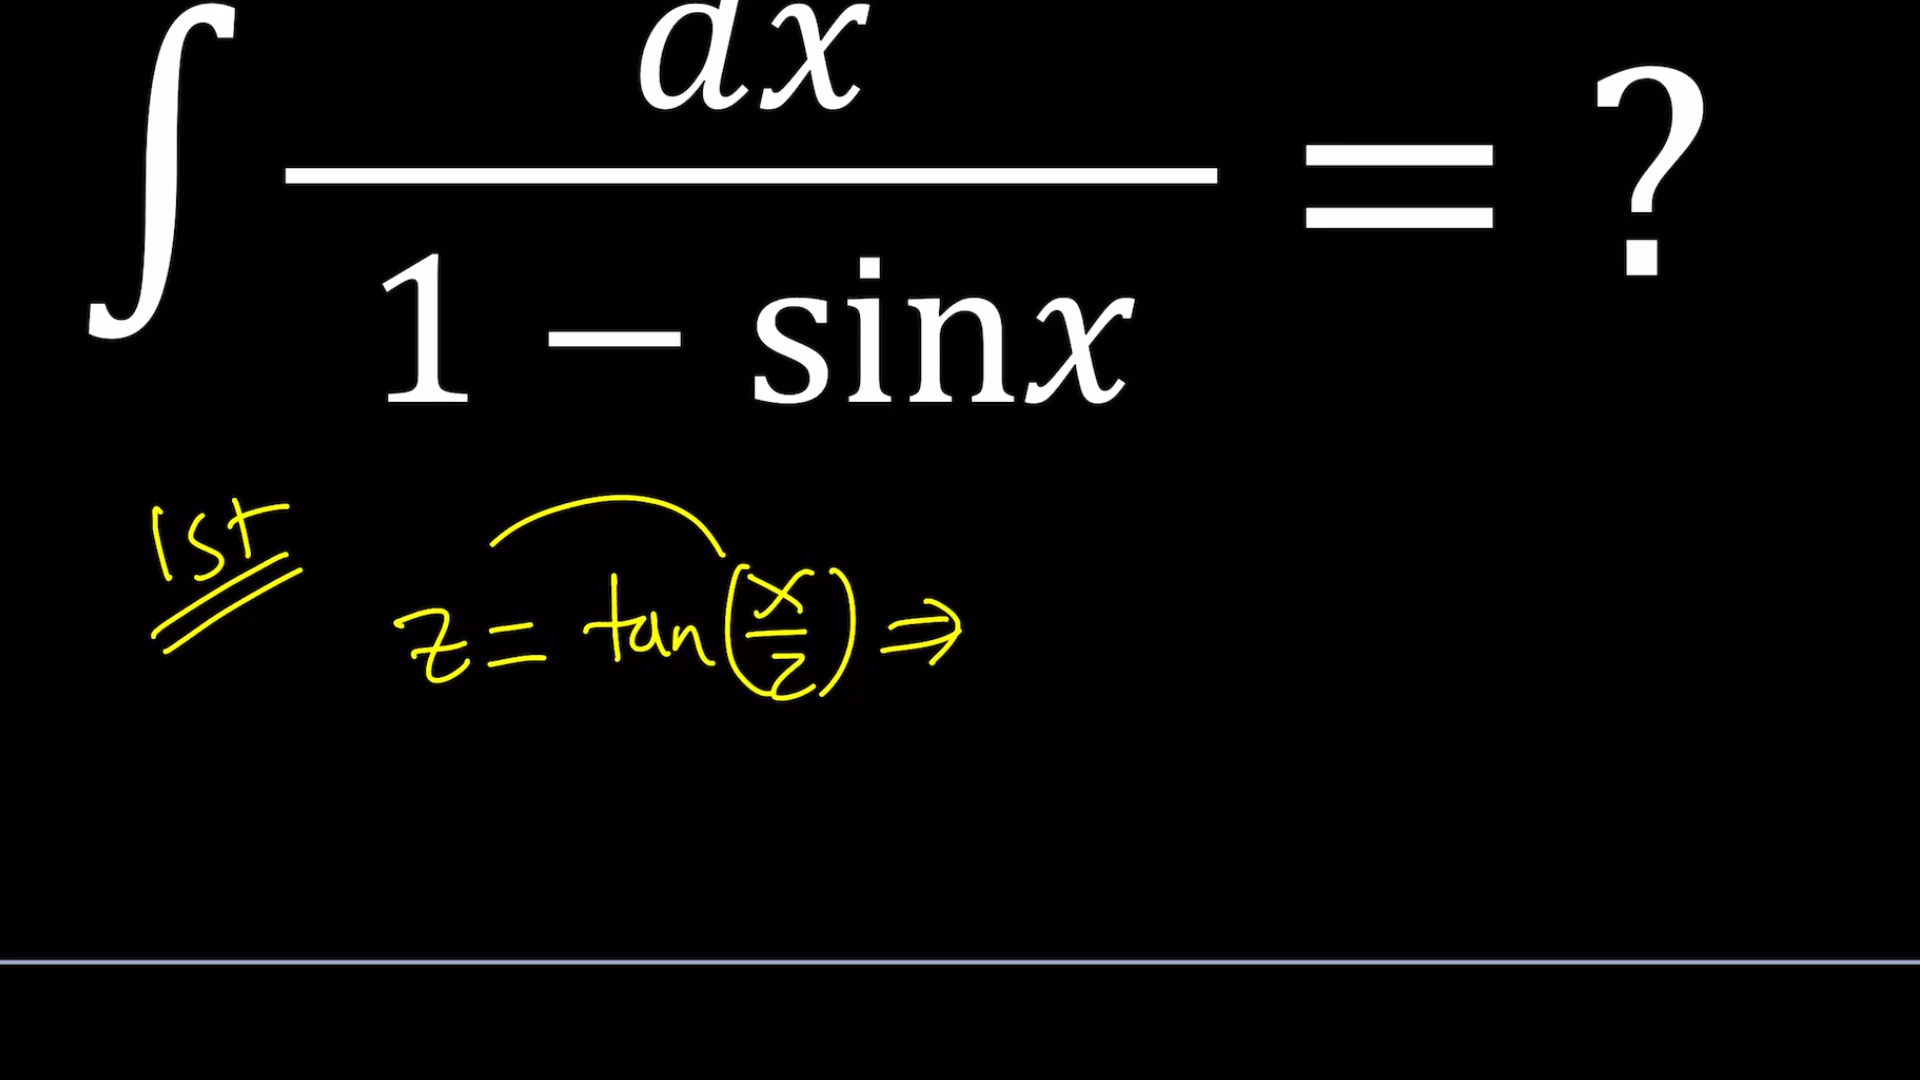 ∫ dx / (1 − sinx) = ?
1st z = tan(x/2) ⇒